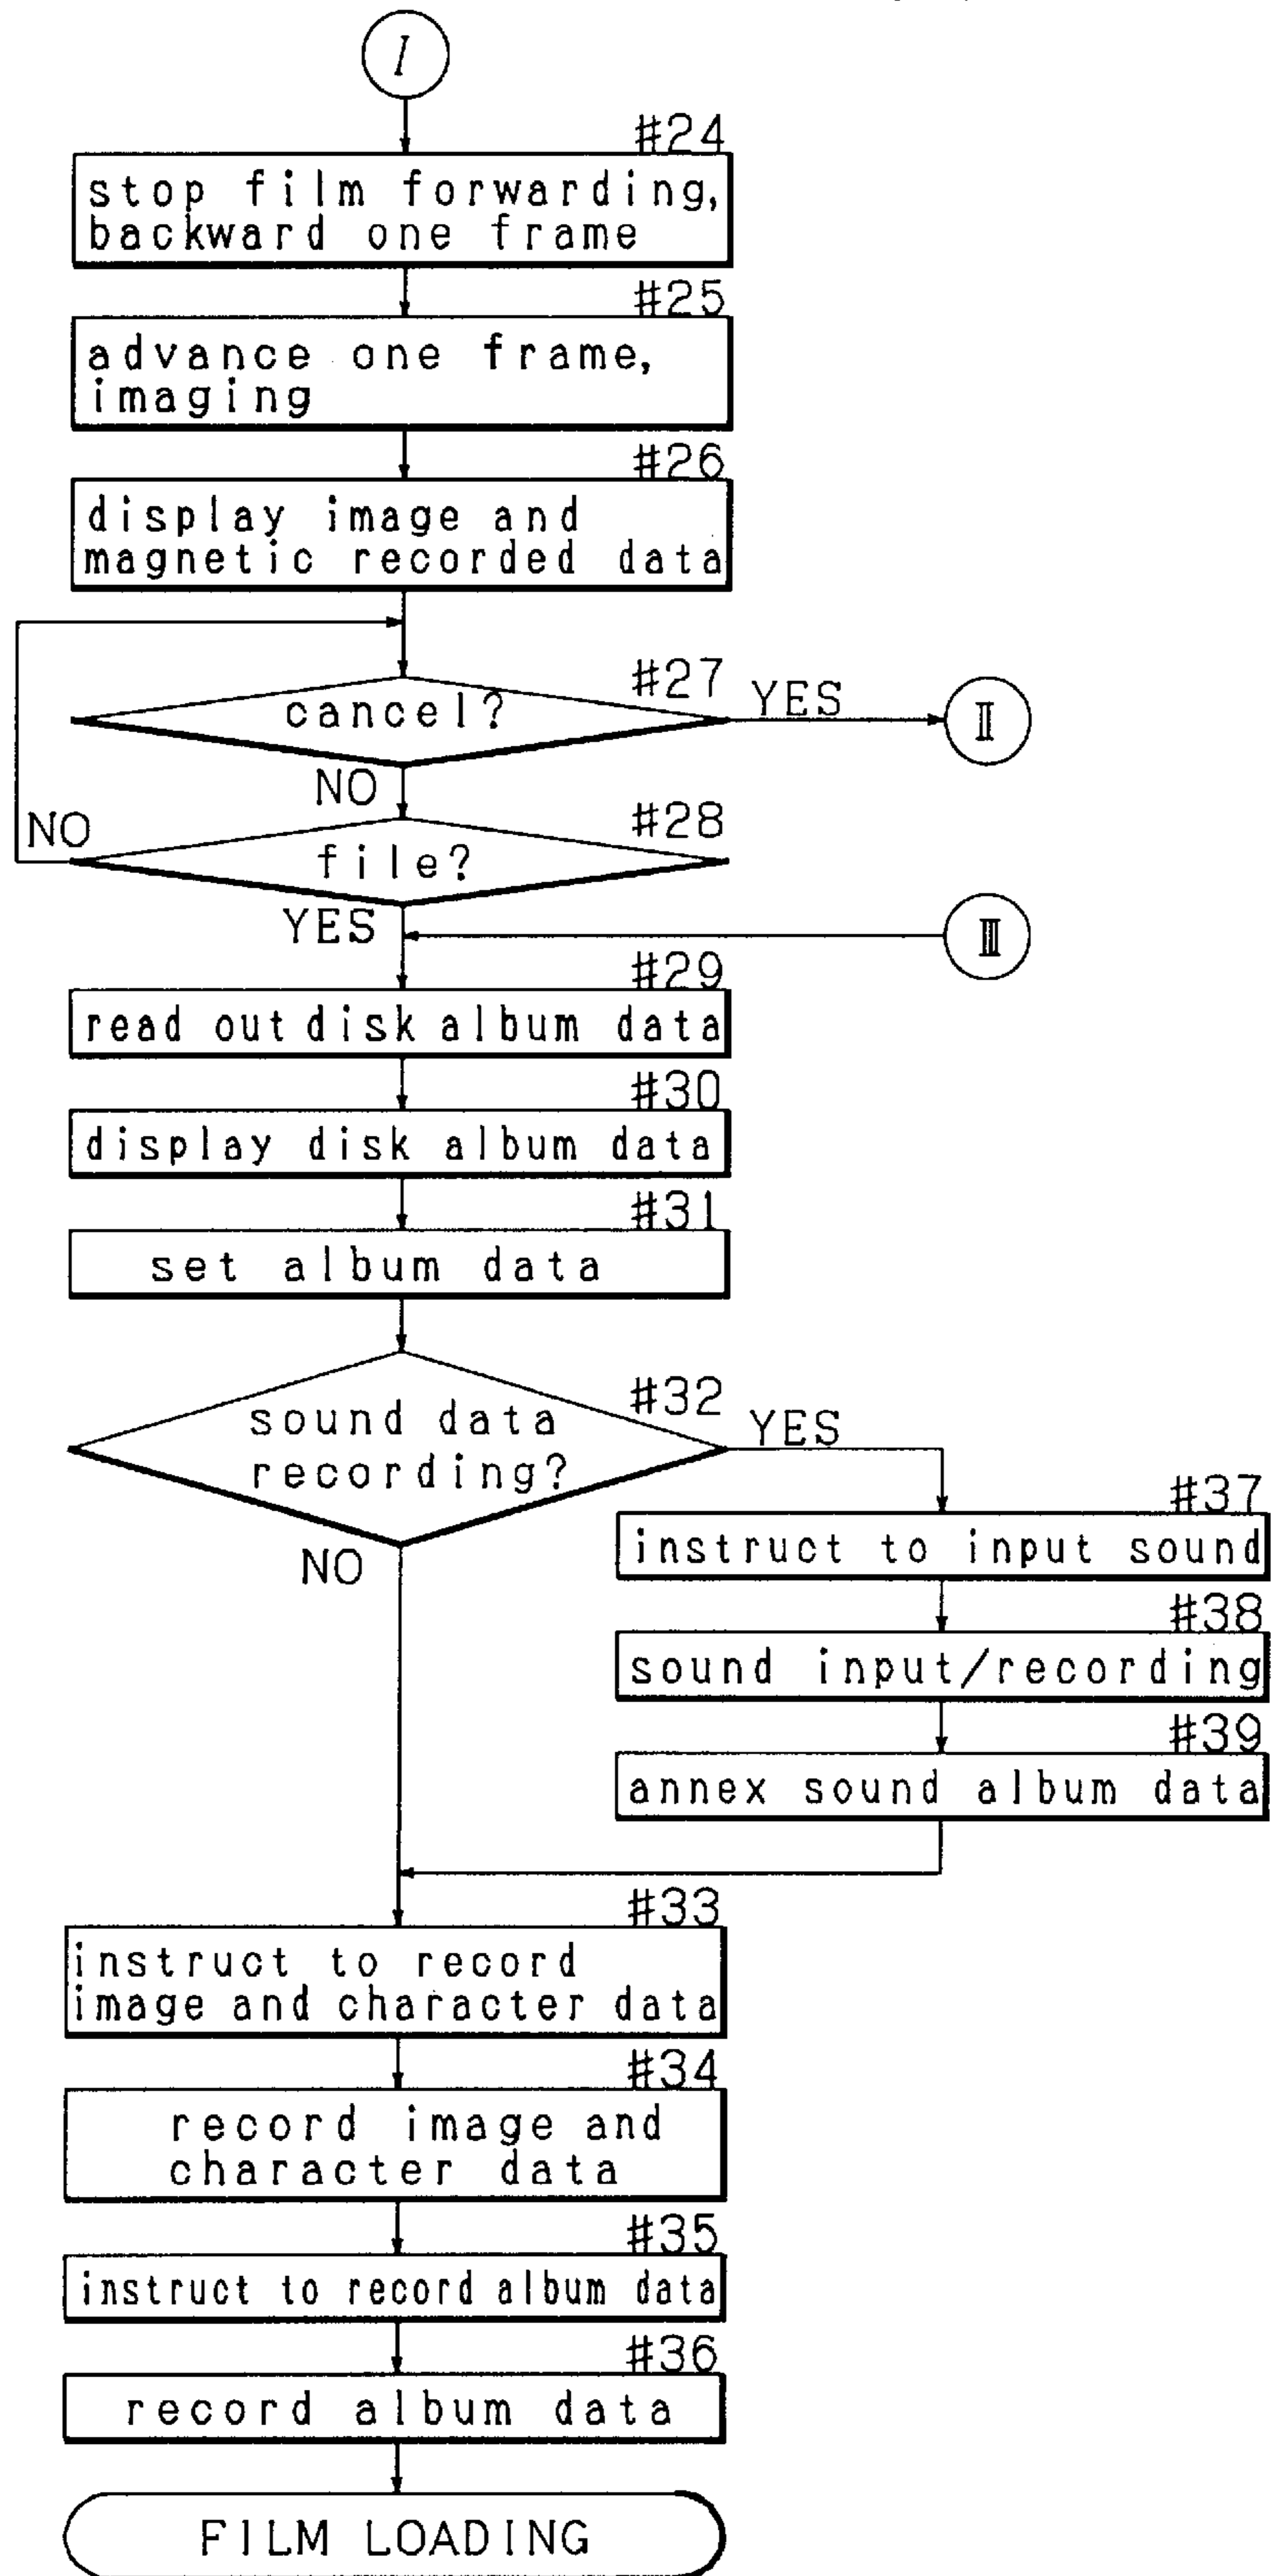 I
#24
stop film forwarding,
backward one frame
#25
advance one frame,
imaging
#26
display image and
magnetic recorded data
#27
cancel?
YES
II
NO
#28
NO
file?
YES
III
#29
read out disk album data
#30
display disk album data
#31
set album data
#32
sound data
recording?
YES
NO
#37
instruct to input sound
#38
sound input/recording
#39
annex sound album data
#33
instruct to record
image and character data
#34
record image and
character data
#35
instruct to record album data
#36
record album data
FILM LOADING